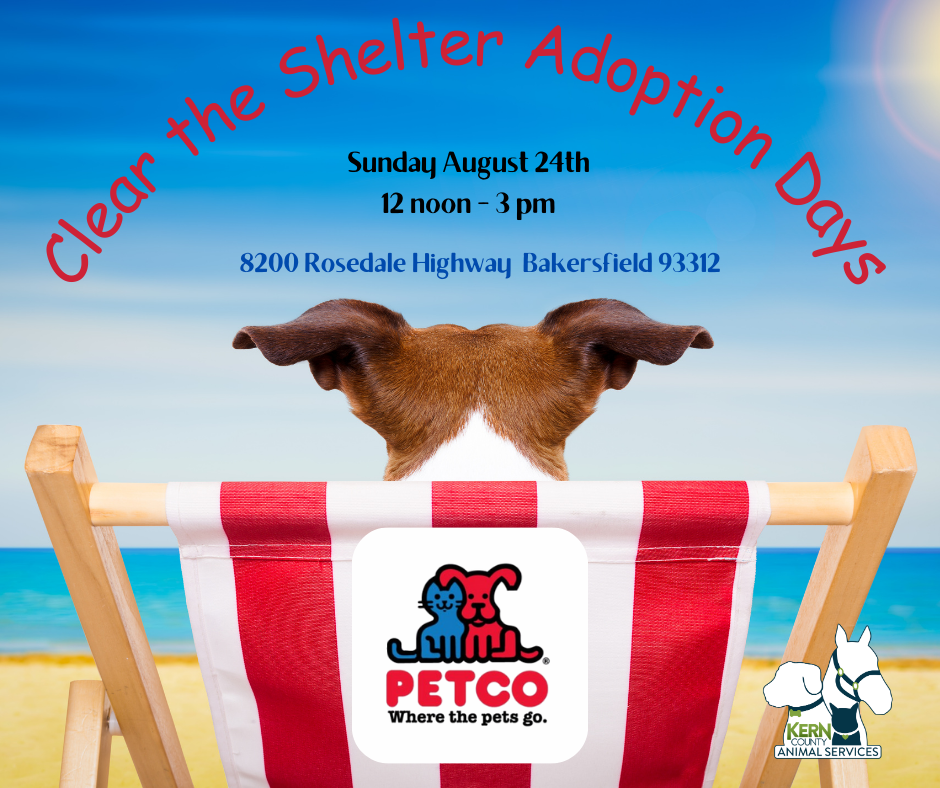 Clear the Shelter Adoption Days
Sunday August 24th
12 noon - 3 pm
8200 Rosedale Highway Bakersfield 93312
PETCO®
Where the pets go.
KERN
COUNTY
ANIMAL SERVICES